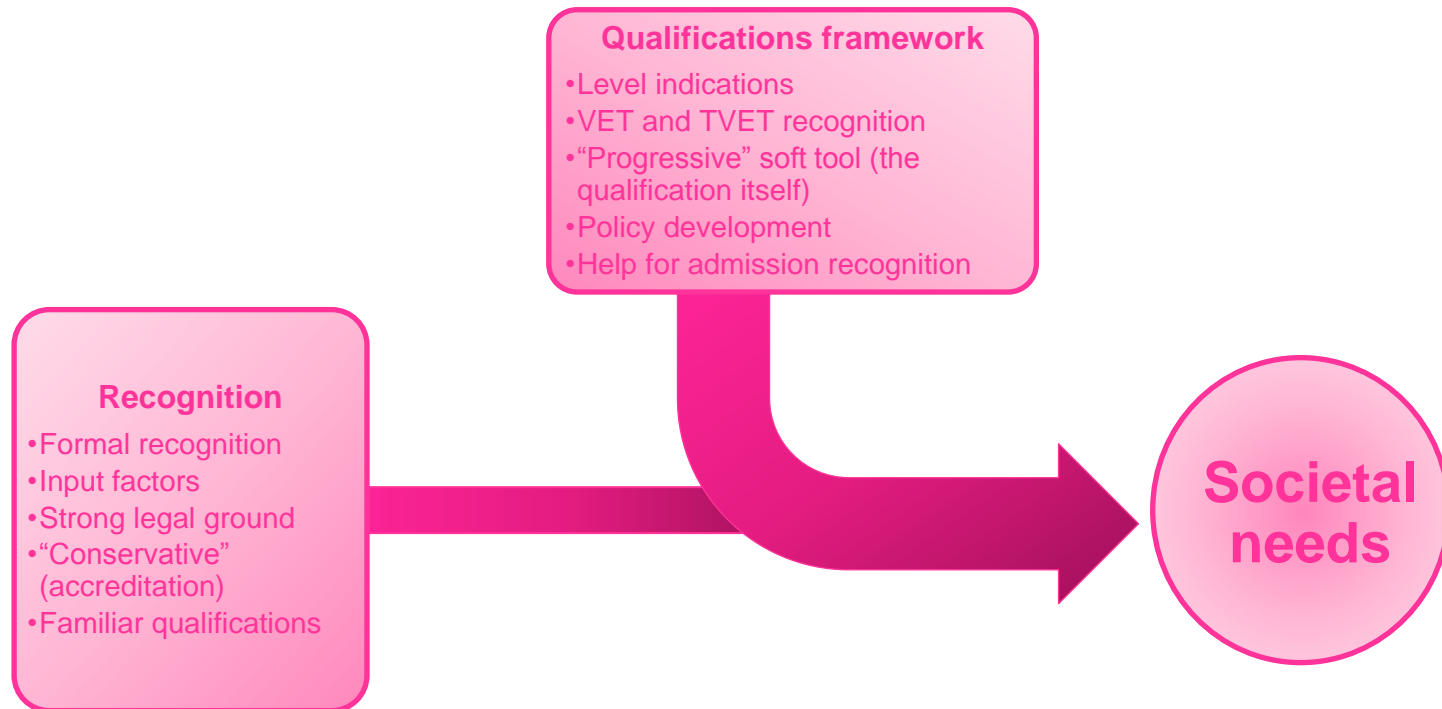 Qualifications framework
•Level indications
•VET and TVET recognition
•“Progressive” soft tool (the
qualification itself)
•Policy development
•Help for admission recognition
Recognition
•Formal recognition
•Input factors
•Strong legal ground
•“Conservative”
(accreditation)
•Familiar qualifications
Societal
needs